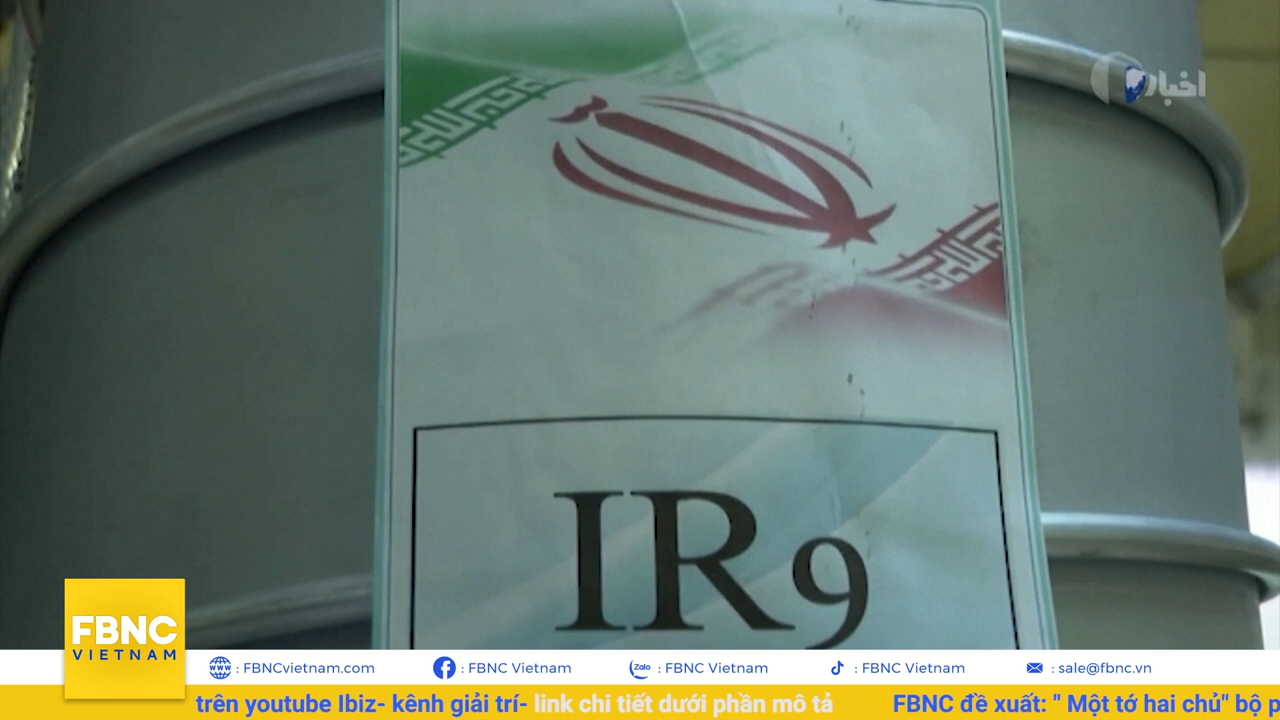 اخبار
IR9
FBNC
VIETNAM
: FBNCvietnam.com
: FBNC Vietnam
Zalo : FBNC Vietnam
: FBNC Vietnam
: sale@fbnc.vn
trên youtube Ibiz- kênh giải trí- link chi tiết dưới phần mô tả FBNC đề xuất: " Một tớ hai chủ" bộ p